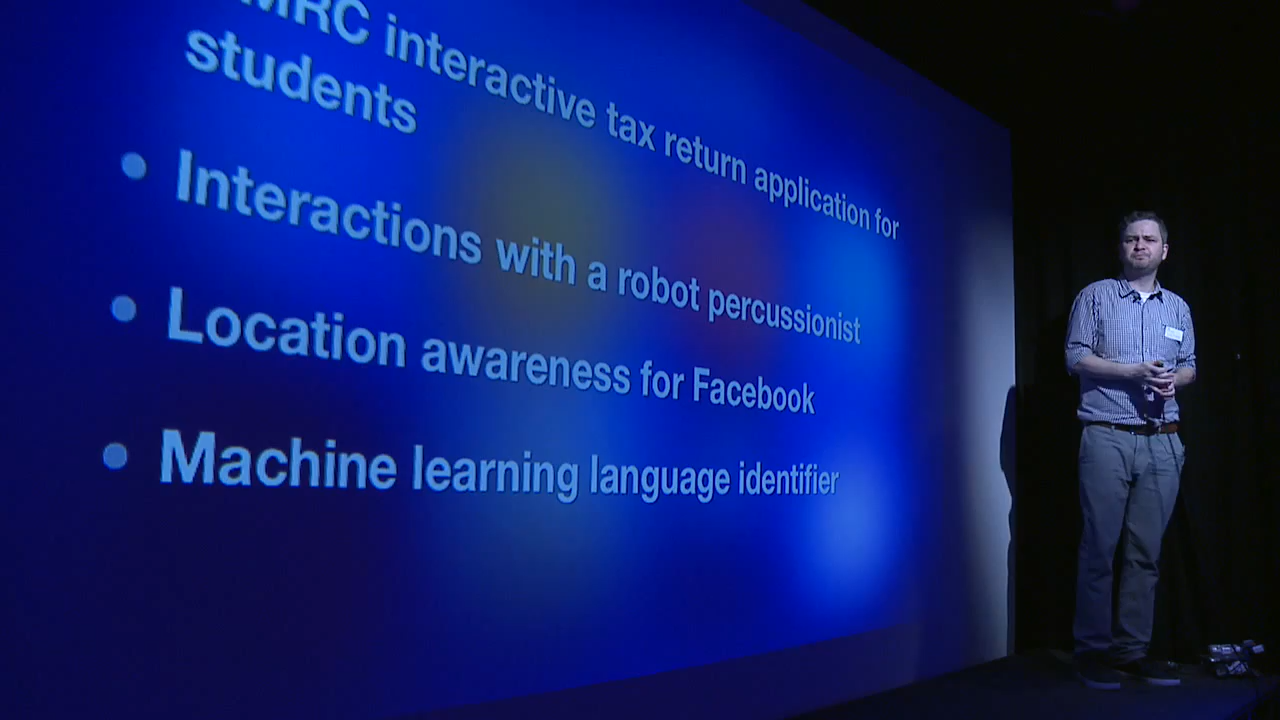 MRC interactive tax return application for
students
• Interactions with a robot percussionist
• Location awareness for Facebook
• Machine learning language identifier